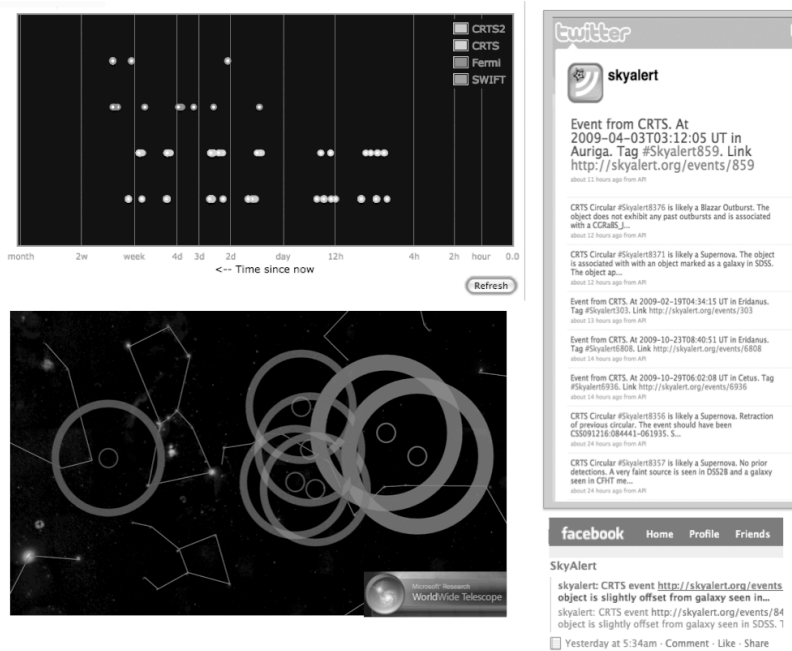 CRTS2
CRTS
Fermi
SWIFT
month 2w week 4d 3d 2d day 12h 4h 2h hour 0.0
<-- Time since now
Refresh
Microsoft Research
WorldWide Telescope
twitter
skyalert
Event from CRTS. At
2009-04-03T03:12:05 UT in
Auriga. Tag #Skyalert859. Link
http://skyalert.org/events/859
about 11 hours ago from API
CRTS Circular #Skyalert8376 is likely a Blazar Outburst. The
object does not exhibit any past outbursts and is associated
with a CGRaBS_J...
about 12 hours ago from API
CRTS Circular #Skyalert8371 is likely a Supernova. The object
is associated with with an object marked as a galaxy in SDSS.
The object ap...
about 12 hours ago from API
Event from CRTS. At 2009-02-19T04:34:15 UT in Eridanus.
Tag #Skyalert303. Link http://skyalert.org/events/303
about 13 hours ago from API
Event from CRTS. At 2009-10-23T08:40:51 UT in Eridanus.
Tag #Skyalert6808. Link http://skyalert.org/events/6808
about 14 hours ago from API
Event from CRTS. At 2009-10-29T06:02:08 UT in Cetus. Tag
#Skyalert6936. Link http://skyalert.org/events/6936
about 14 hours ago from API
CRTS Circular #Skyalert8356 is likely a Supernova. Retraction
of previous circular. The event should have been
CSS091216:084441-061935. S...
about 24 hours ago from API
CRTS Circular #Skyalert8357 is likely a Supernova. No prior
detections. A very faint source is seen in DSS2B and a galaxy
seen in CFHT me...
about 24 hours ago from API
facebook Home Profile Friends
SkyAlert
skyalert: CRTS event http://skyalert.org/events
object is slightly offset from galaxy seen in...
skyalert: CRTS event http://skyalert.org/events/84
object is slightly offset from galaxy seen in SDSS. T
Yesterday at 5:34am · Comment · Like · Share